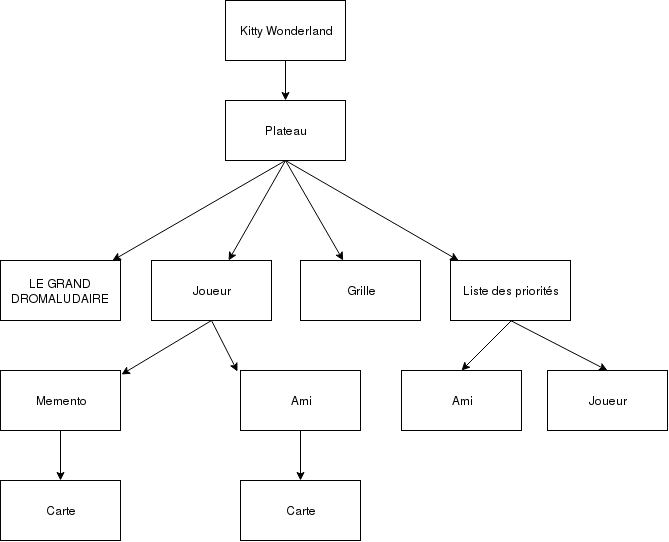 Kitty Wonderland
Plateau
LE GRAND
DROMALUDAIRE
Joueur
Grille
Liste des priorités
Memento
Ami
Ami
Joueur
Carte
Carte